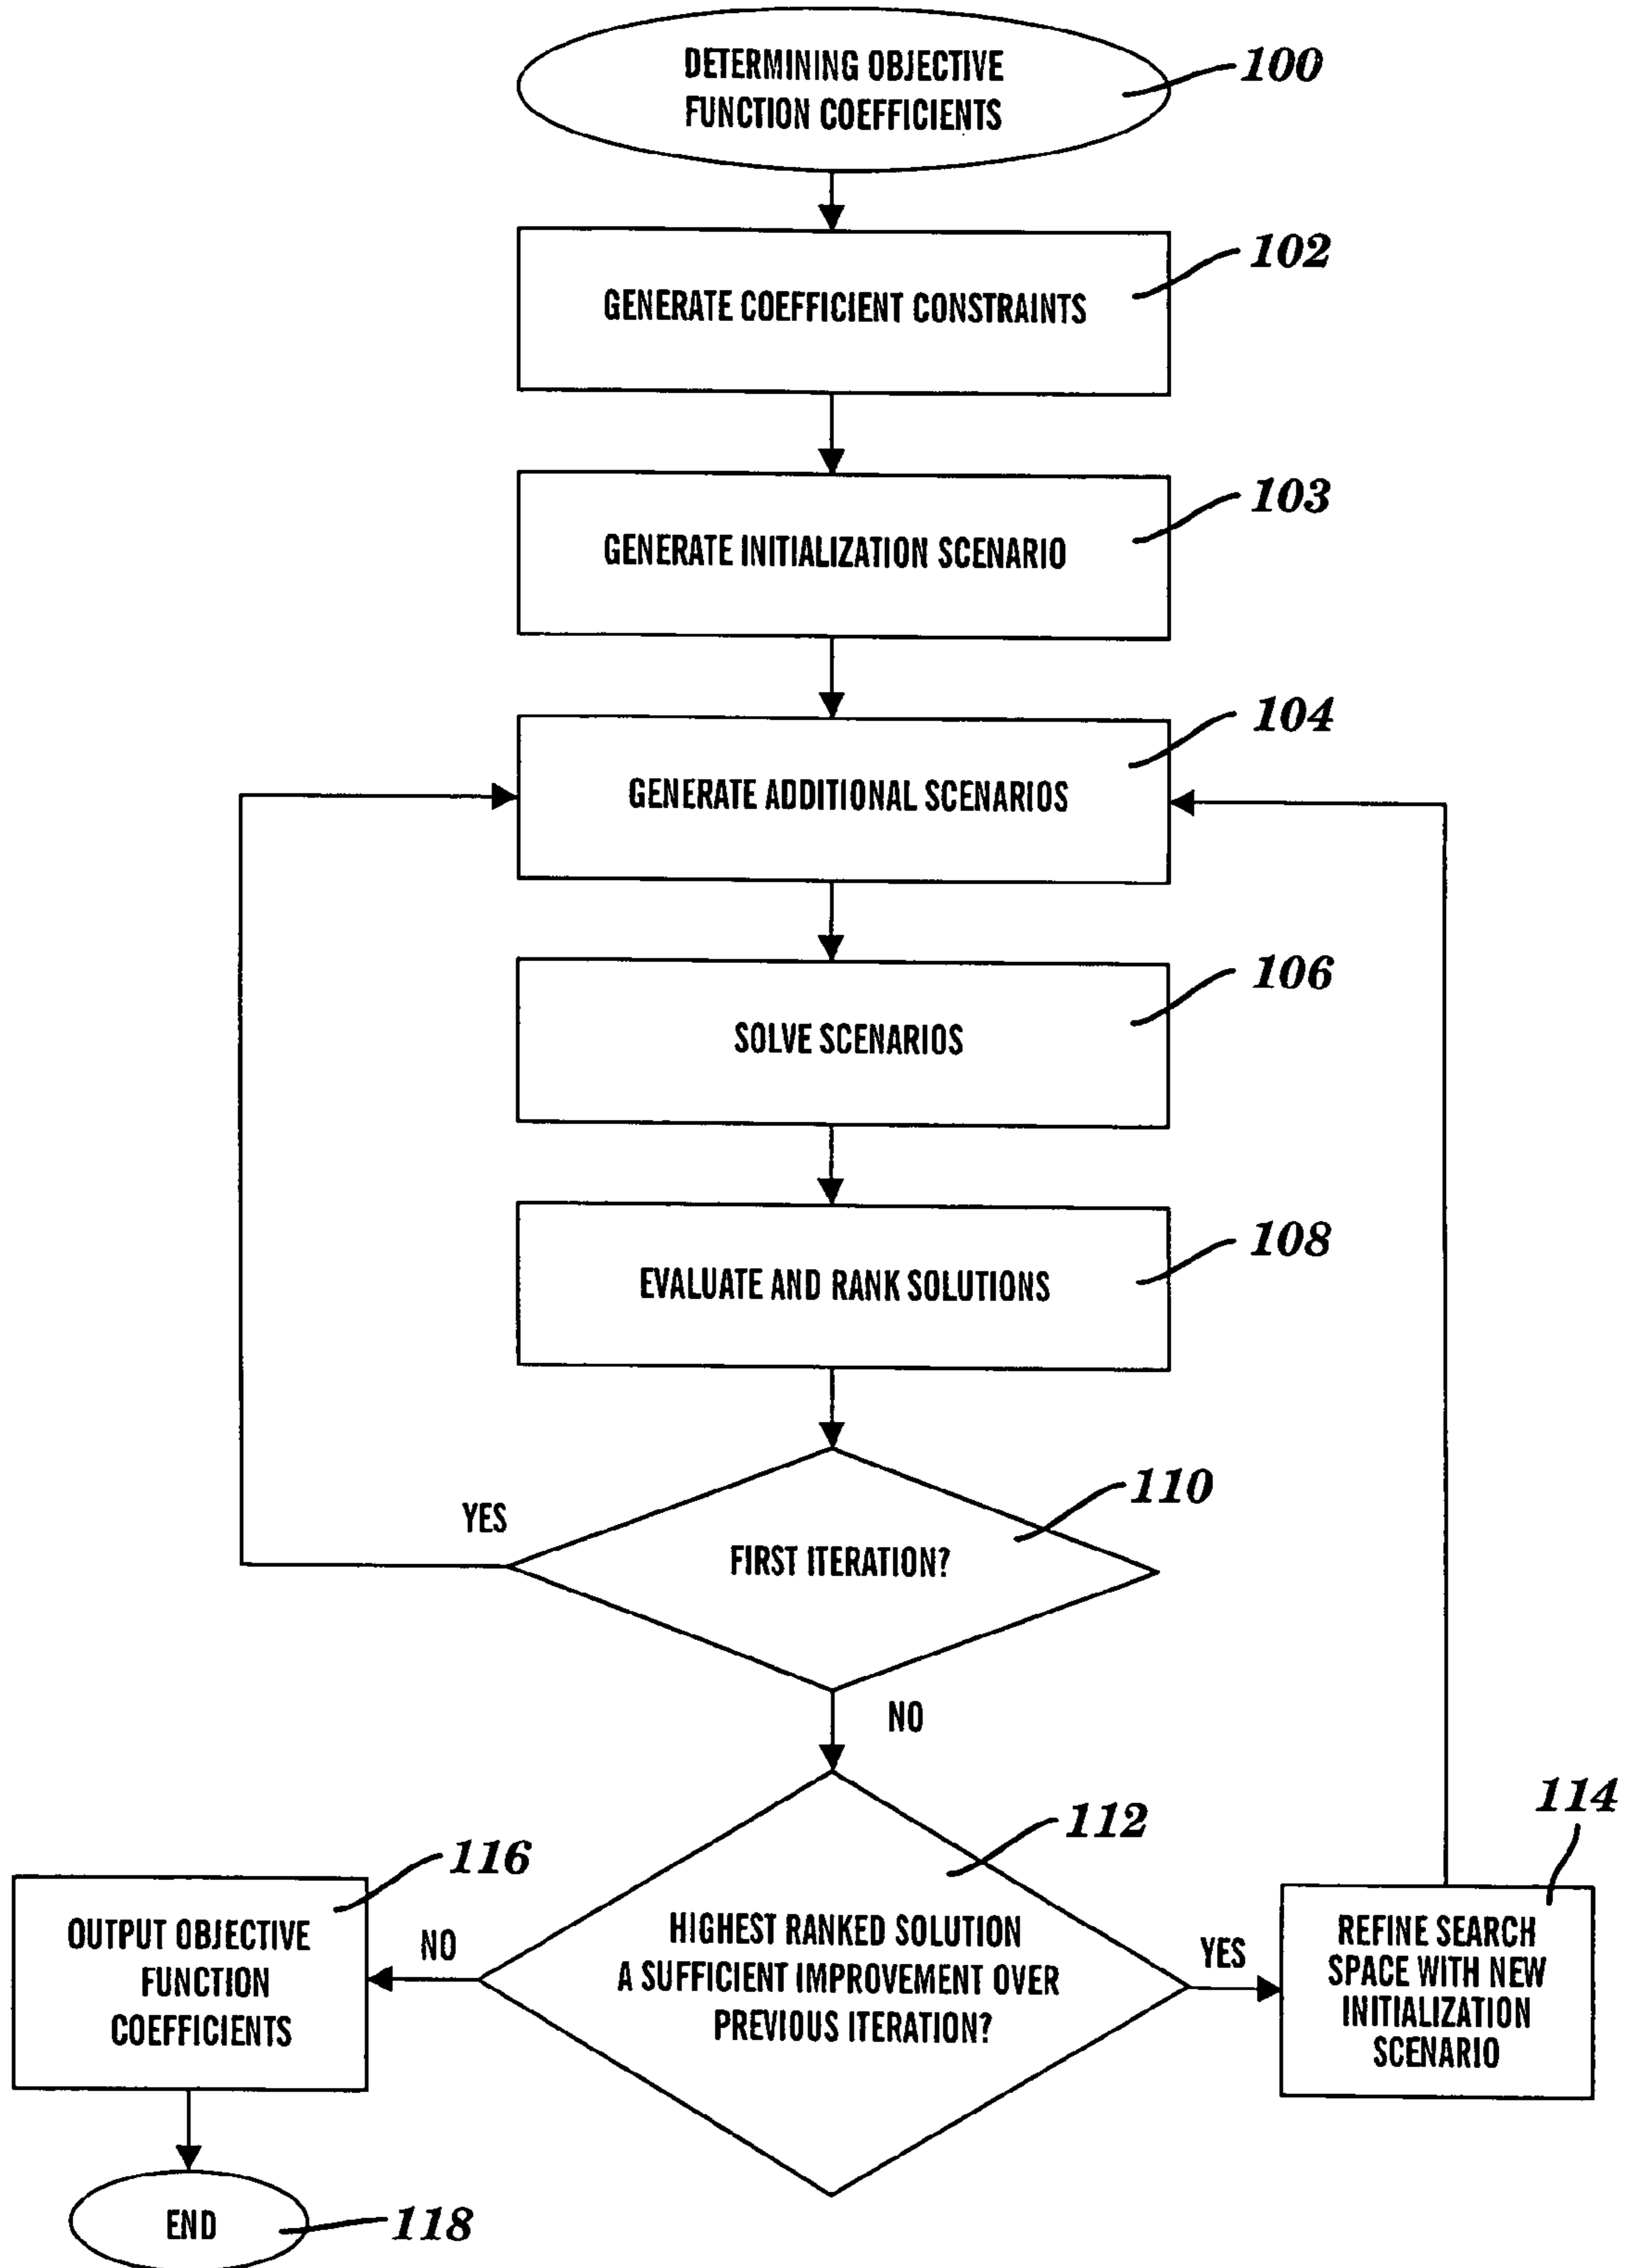 DETERMINING OBJECTIVE
FUNCTION COEFFICIENTS
100
GENERATE COEFFICIENT CONSTRAINTS
102
GENERATE INITIALIZATION SCENARIO
103
GENERATE ADDITIONAL SCENARIOS
104
SOLVE SCENARIOS
106
EVALUATE AND RANK SOLUTIONS
108
FIRST ITERATION?
110
YES
NO
HIGHEST RANKED SOLUTION
A SUFFICIENT IMPROVEMENT OVER
PREVIOUS ITERATION?
112
YES
REFINE SEARCH
SPACE WITH NEW
INITIALIZATION
SCENARIO
114
NO
OUTPUT OBJECTIVE
FUNCTION
COEFFICIENTS
116
END
118